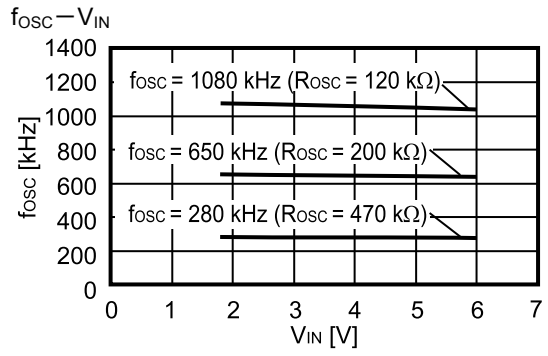 fOSC－VIN
1400
1200
1000
800
600
400
200
0
fOSC [kHz]
fOSC = 1080 kHz (ROSC = 120 kΩ)
fOSC = 650 kHz (ROSC = 200 kΩ)
fOSC = 280 kHz (ROSC = 470 kΩ)
0 1 2 3 4 5 6 7
VIN [V]